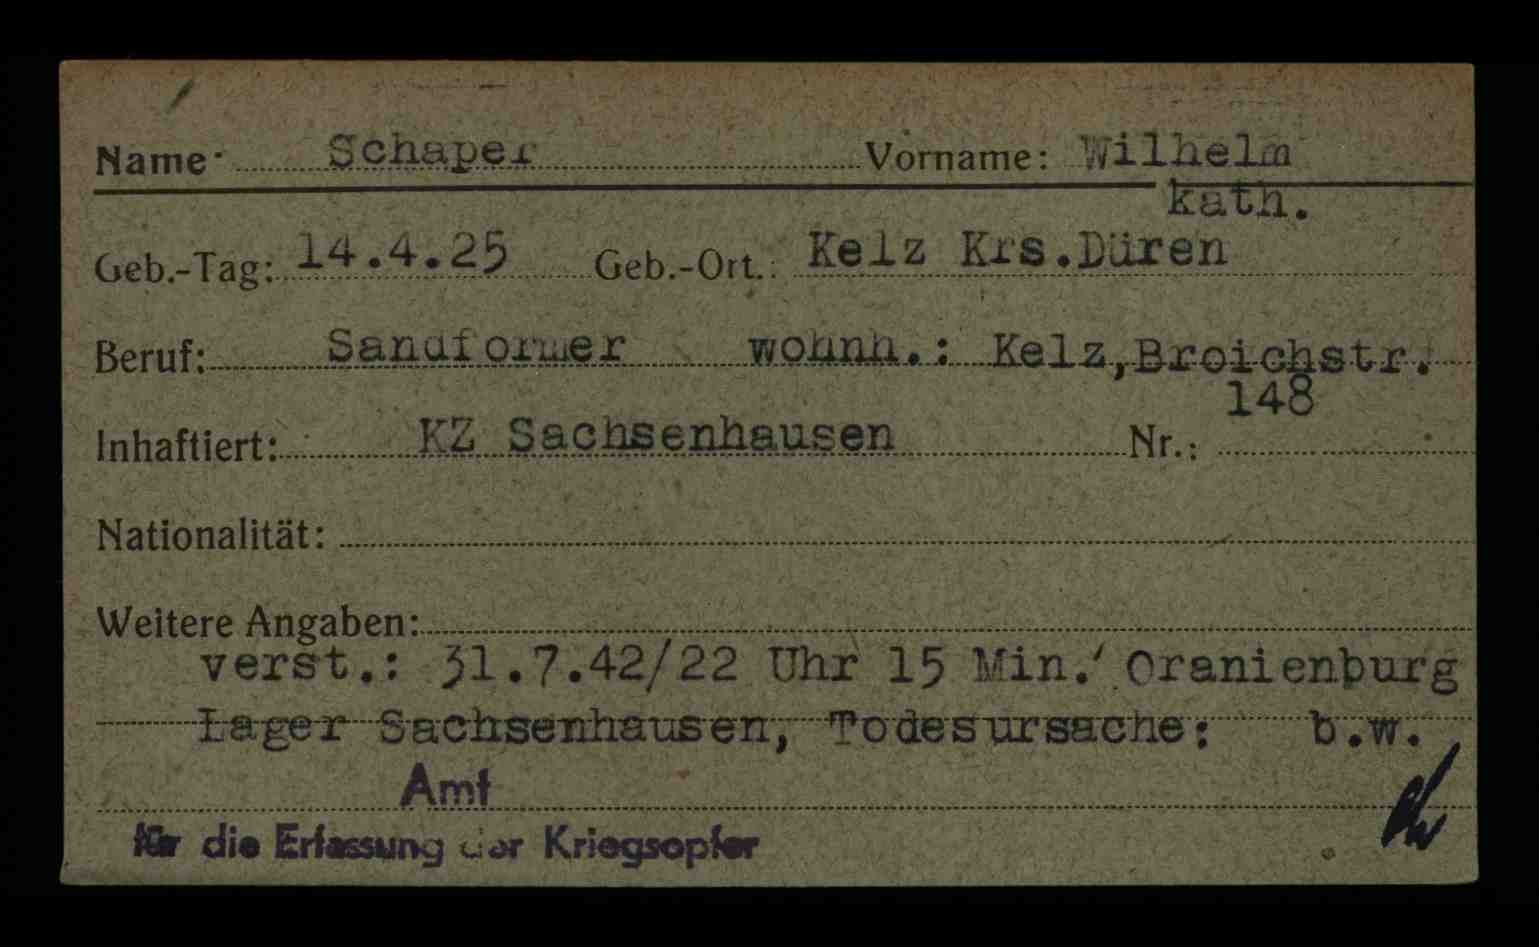 Name: Schaper Vorname: Wilhelm
kath.
Geb.-Tag: 14.4.25 Geb.-Ort.: Kelz Krs.Düren
Beruf: Sandformer wohnh.: Kelz,Broichstr.
148
Inhaftiert: KZ Sachsenhausen Nr.:
Nationalität:
Weitere Angaben:
verst.: 31.7.42/22 Uhr 15 Min. Oranienburg
Lager Sachsenhausen, Todesursache: b.w.
Amt
für die Erfassung der Kriegsopfer